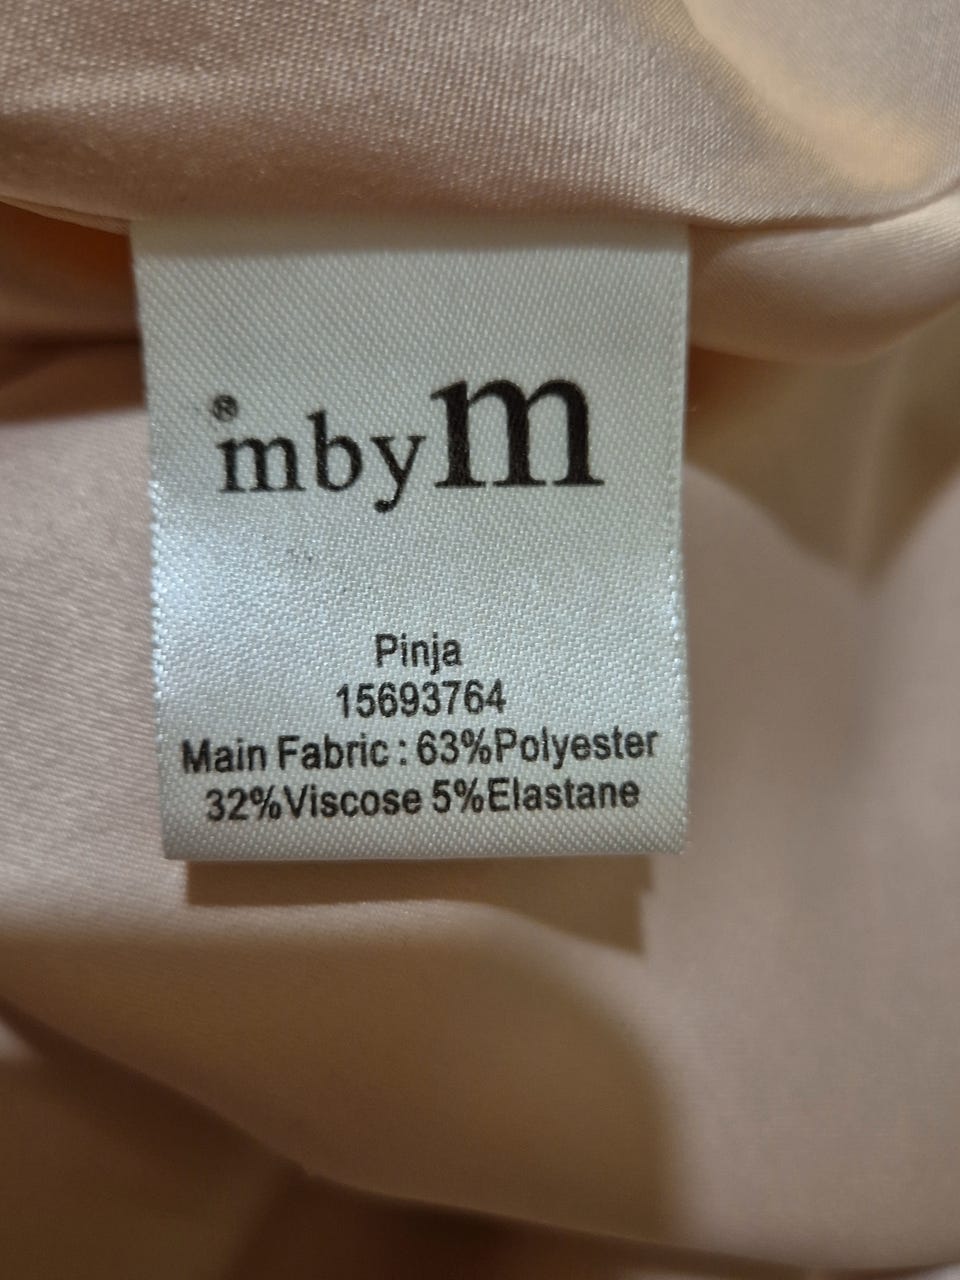 ®
mbym
Pinja
15693764
Main Fabric : 63%Polyester
32%Viscose 5%Elastane